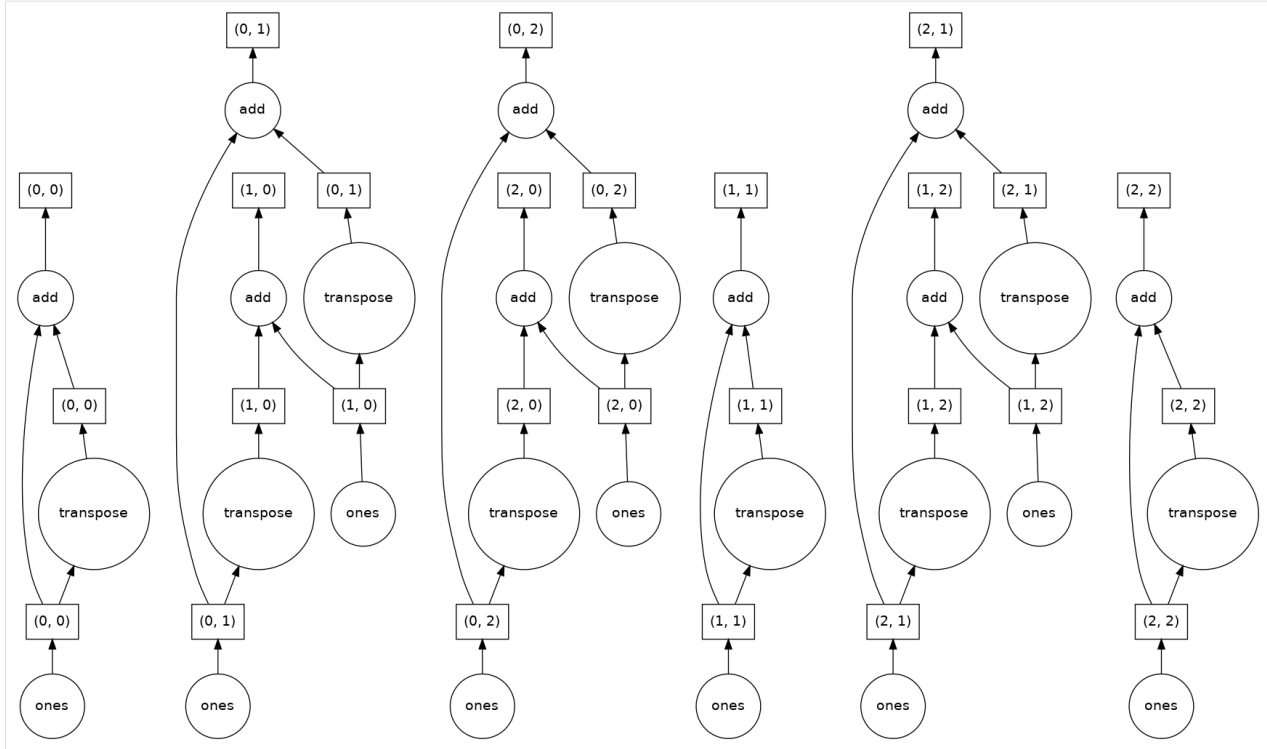 (0, 1) (0, 2) (2, 1)
add add add
(0, 0) (1, 0) (0, 1) (2, 0) (0, 2) (1, 1) (1, 2) (2, 1) (2, 2)
add add transpose add transpose add add transpose add
(0, 0) (1, 0) (1, 0) (2, 0) (2, 0) (1, 1) (1, 2) (1, 2) (2, 2)
transpose transpose ones transpose ones transpose transpose ones transpose
(0, 0) (0, 1) (0, 2) (1, 1) (2, 1) (2, 2)
ones ones ones ones ones ones